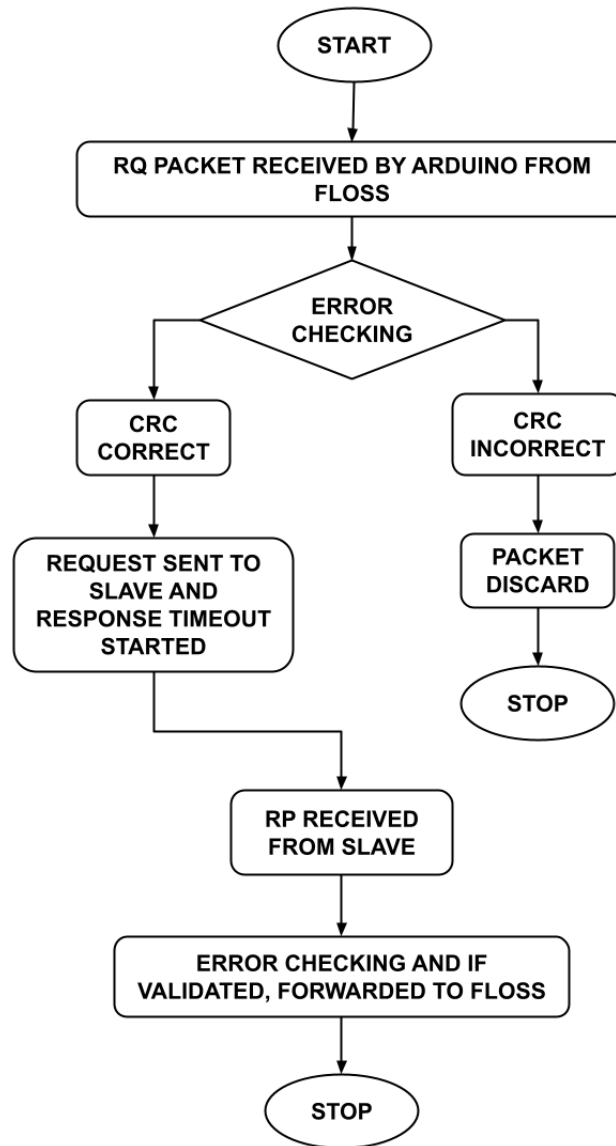 START
RQ PACKET RECEIVED BY ARDUINO FROM
FLOSS
ERROR
CHECKING
CRC
CORRECT
CRC
INCORRECT
REQUEST SENT TO
SLAVE AND
RESPONSE TIMEOUT
STARTED
PACKET
DISCARD
STOP
RP RECEIVED
FROM SLAVE
ERROR CHECKING AND IF
VALIDATED, FORWARDED TO FLOSS
STOP